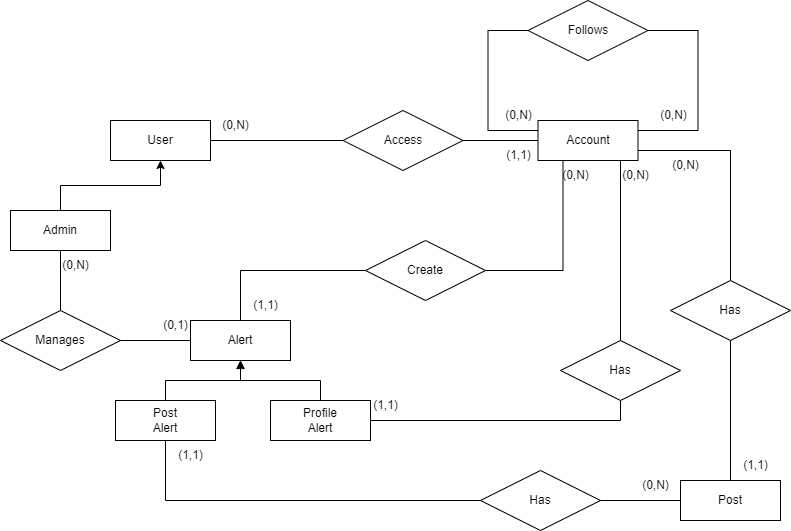 Follows
(0,N)
(0,N)
User
(0,N)
Access
Account
(1,1)
(0,N)
(0,N)
(0,N)
Admin
(0,N)
Create
(1,1)
Has
(0,1)
Manages
Alert
Has
Post
Alert
Profile
Alert
(1,1)
(1,1)
(1,1)
(0,N)
Has
Post